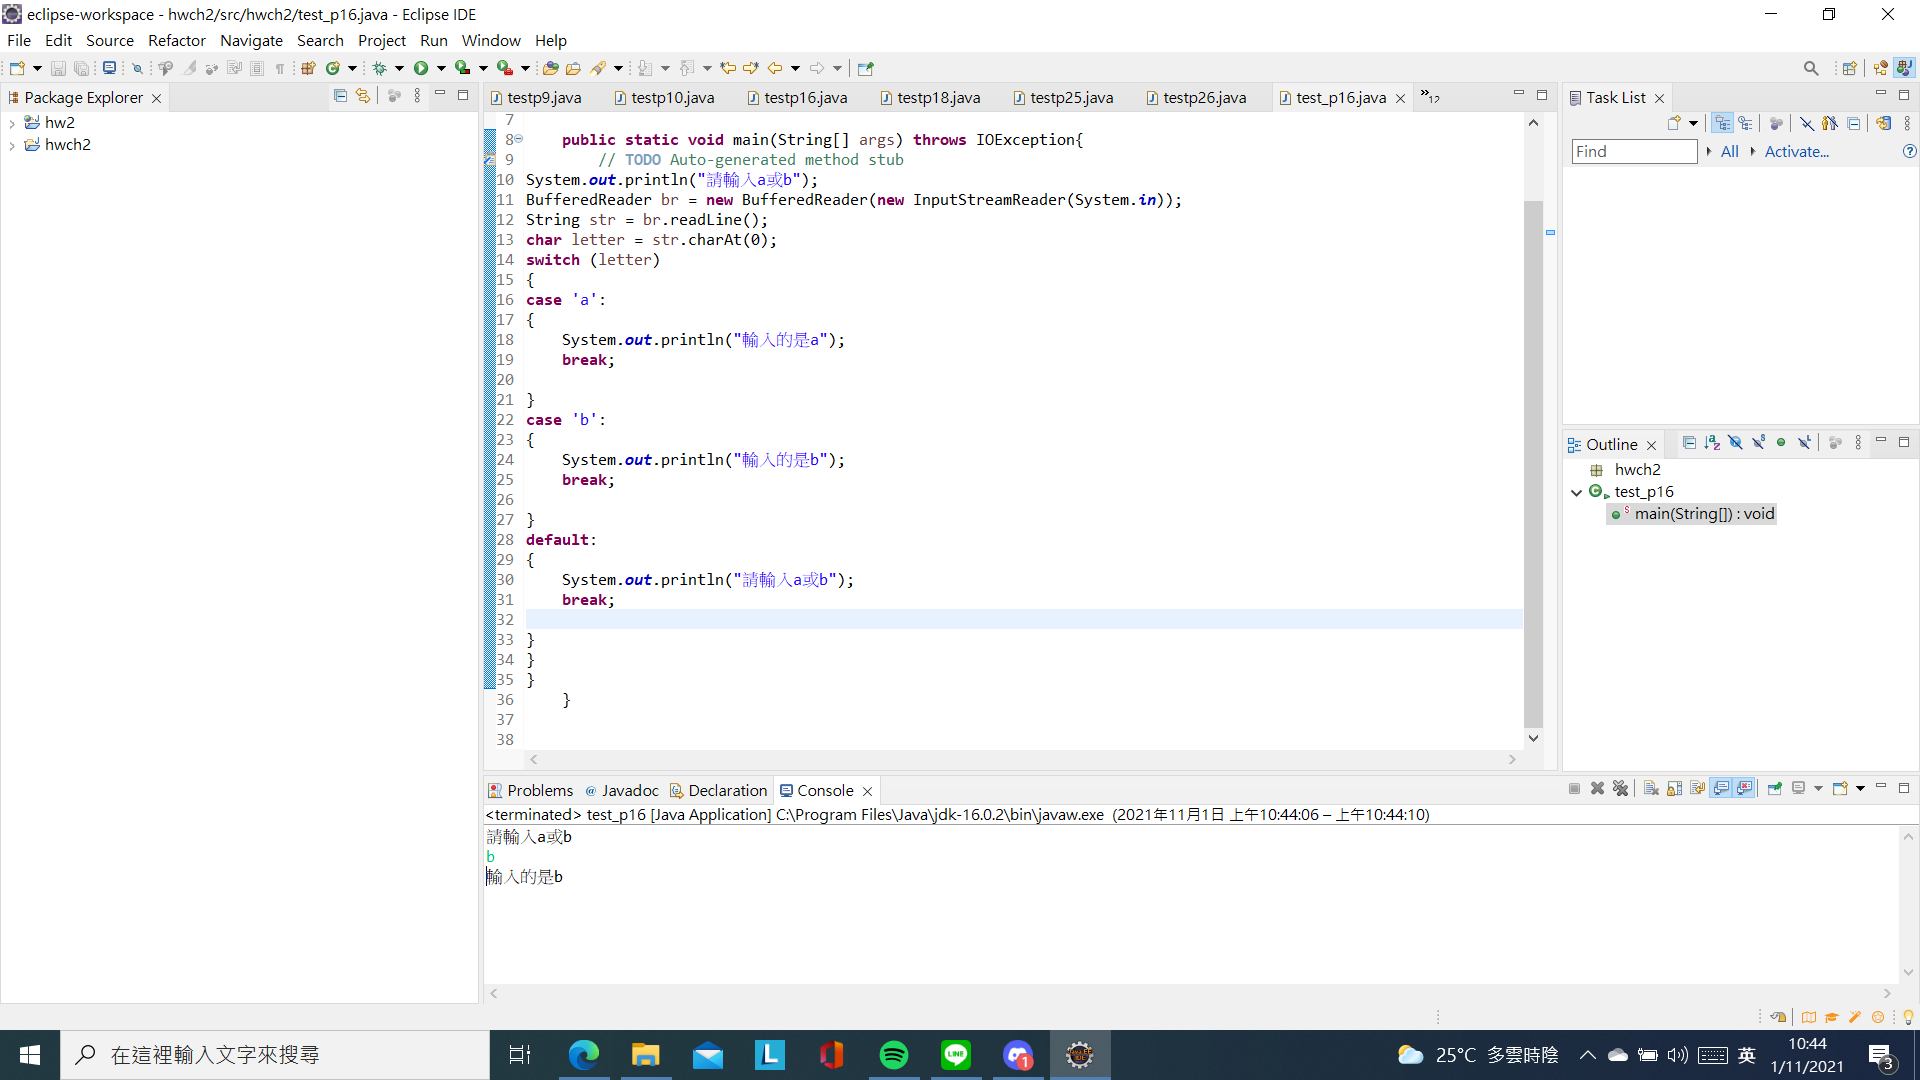 eclipse-workspace - hwch2/src/hwch2/test_p16.java - Eclipse IDE
File Edit Source Refactor Navigate Search Project Run Window Help
Package Explorer
hw2
hwch2
testp9.java testp10.java testp16.java testp18.java testp25.java testp26.java test_p16.java »12
7
8 public static void main(String[] args) throws IOException{
9 // TODO Auto-generated method stub
10 System.out.println("請輸入a或b");
11 BufferedReader br = new BufferedReader(new InputStreamReader(System.in));
12 String str = br.readLine();
13 char letter = str.charAt(0);
14 switch (letter)
15 {
16 case 'a':
17 {
18 System.out.println("輸入的是a");
19 break;
20
21 }
22 case 'b':
23 {
24 System.out.println("輸入的是b");
25 break;
26
27 }
28 default:
29 {
30 System.out.println("請輸入a或b");
31 break;
32
33 }
34 }
35 }
36 }
37
38
Task List
Find All Activate...
Outline
hwch2
test_p16
main(String[]) : void
Problems @ Javadoc Declaration Console
<terminated> test_p16 [Java Application] C:\Program Files\Java\jdk-16.0.2\bin\javaw.exe (2021年11月1日 上午10:44:06 – 上午10:44:10)
請輸入a或b
b
輸入的是b
在這裡輸入文字來搜尋
L
LINE
1
25°C 多雲時陰
英
10:44
1/11/2021
3